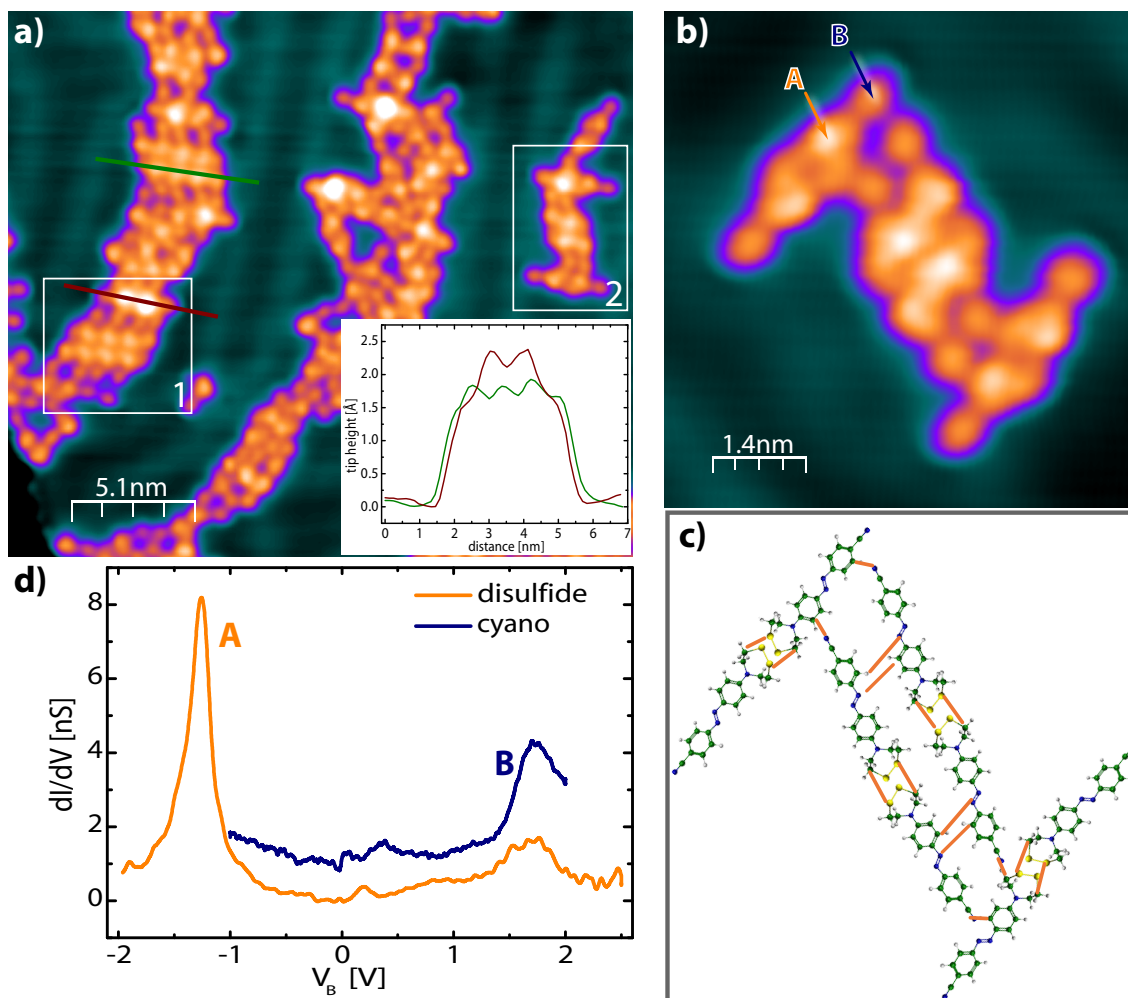 a)
1
2
5.1nm
tip height [Å]
2.5
2.0
1.5
1.0
0.5
0.0
0 1 2 3 4 5 6 7
distance [nm]
b)
A
B
1.4nm
c)
d)
dI/dV [nS]
8
6
4
2
0
A
B
disulfide
cyano
-2 -1 0 1 2
V_B [V]